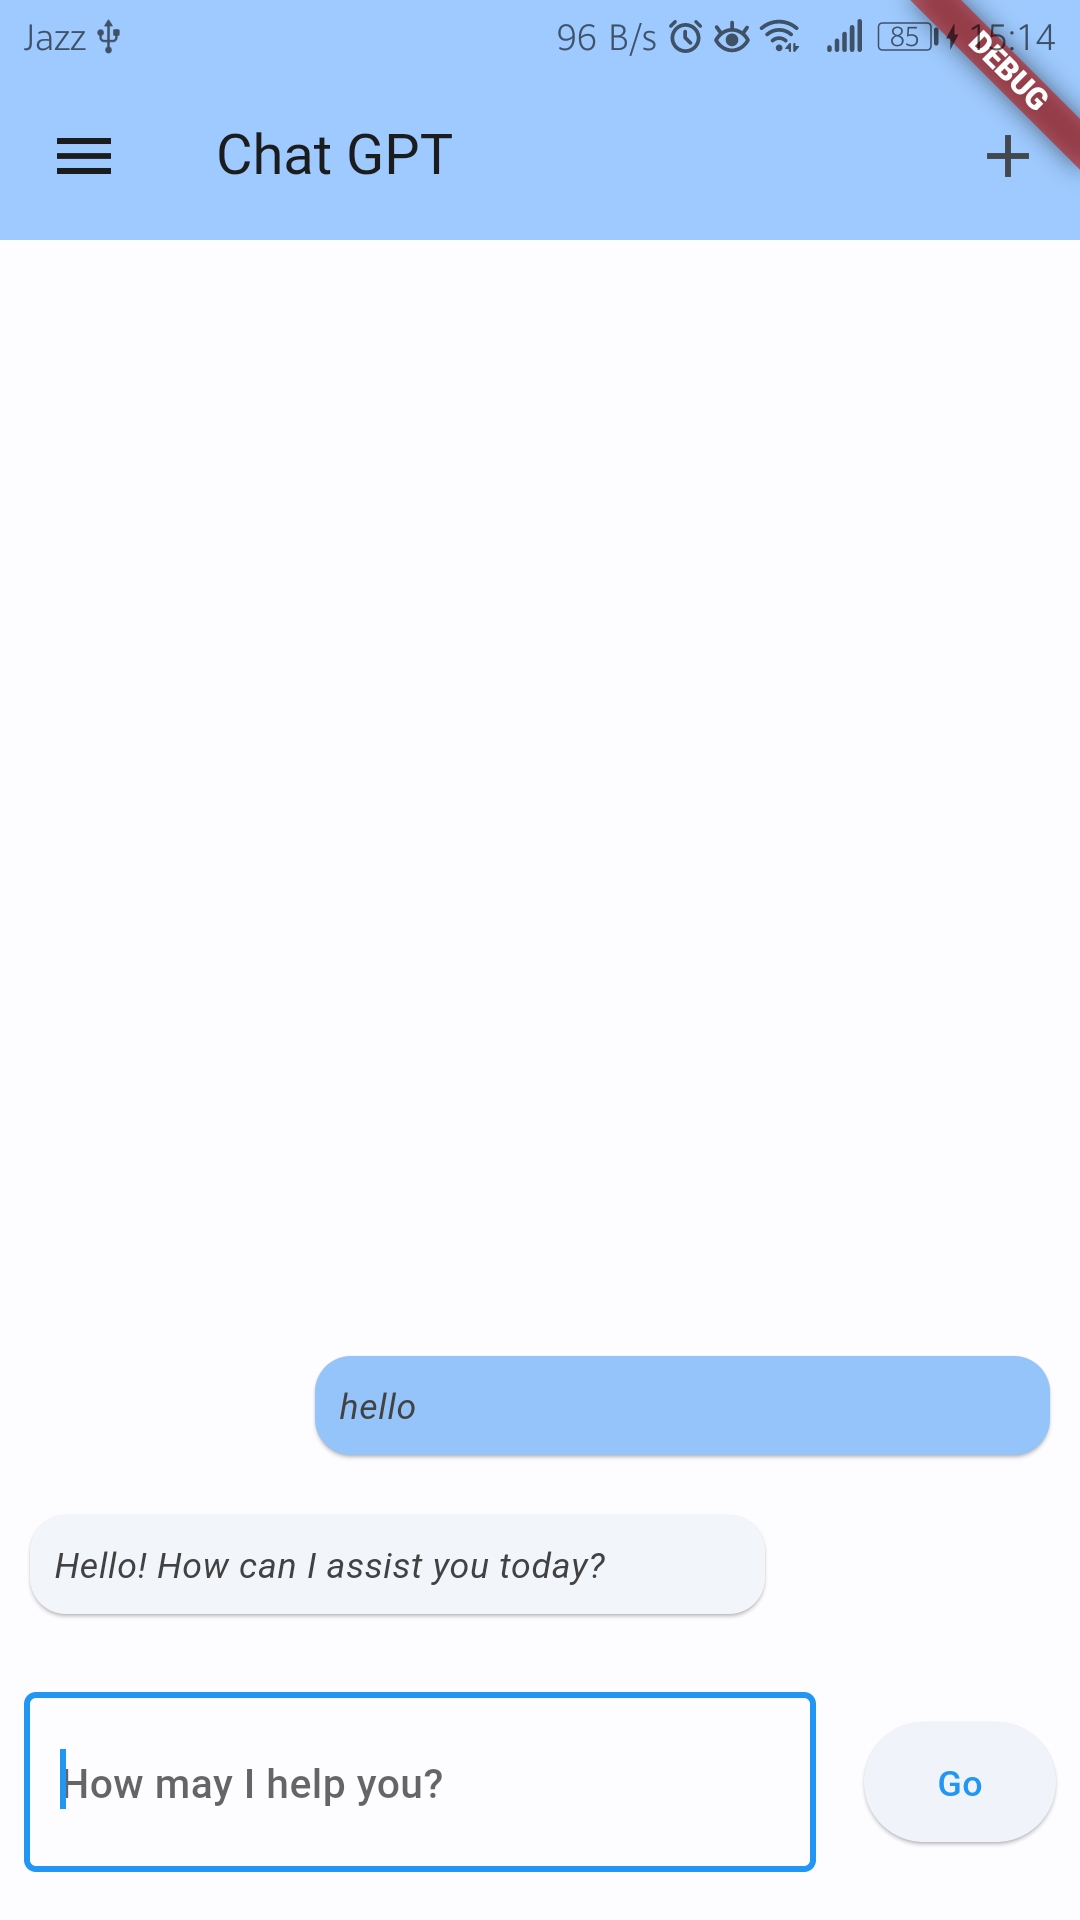 Jazz 96 B/s 85 15:14
DEBUG
Chat GPT
hello
Hello! How can I assist you today?
How may I help you?
Go